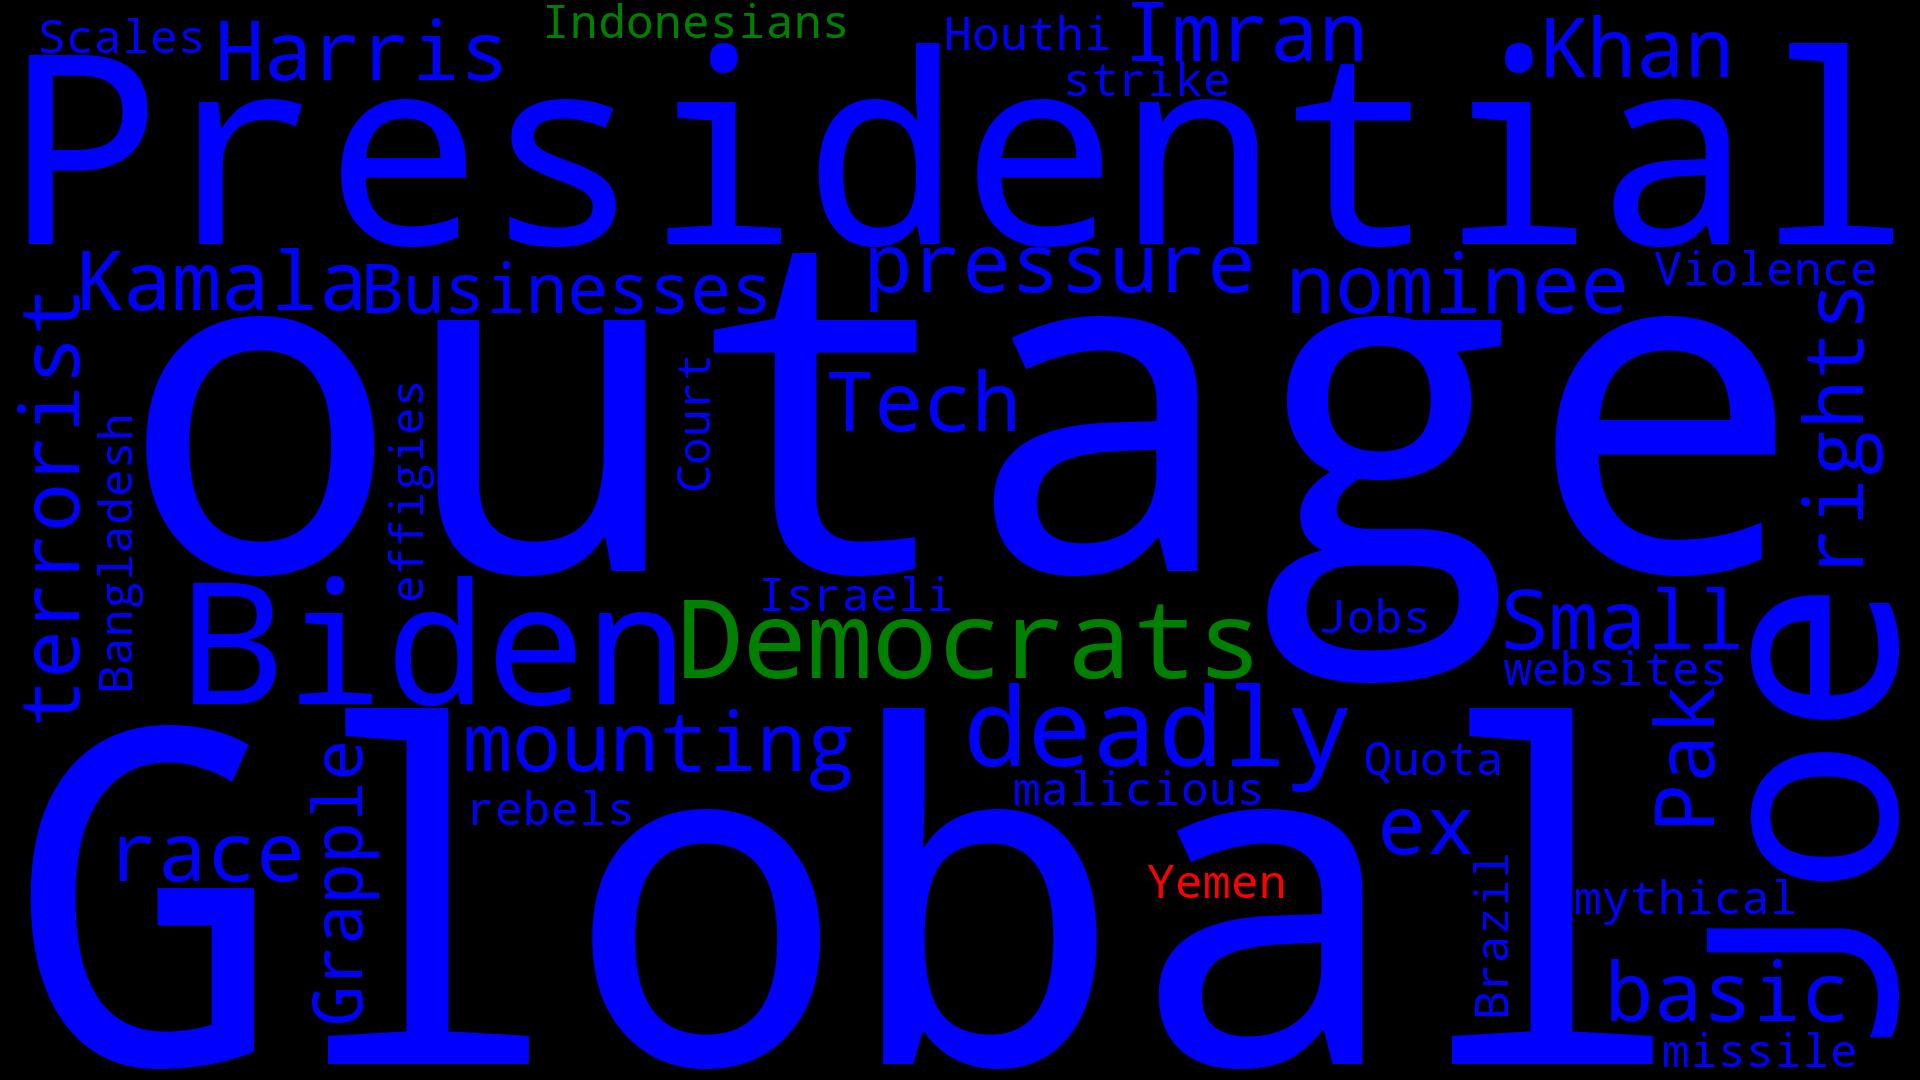 Scales
Harris
Indonesians
Houthi
Imran
Khan
strike
Presidential
Kamala
Businesses
pressure
nominee
Violence
terrorist
Bangladesh
effigies
outage
Court
Tech
rights
Biden
Israeli
Democrats
Jobs
Small
websites
Joe
Pak
Global
mounting
deadly
Quota
malicious
rebels
race
Grapple
ex
Yemen
Brazil
mythical
basic
missile